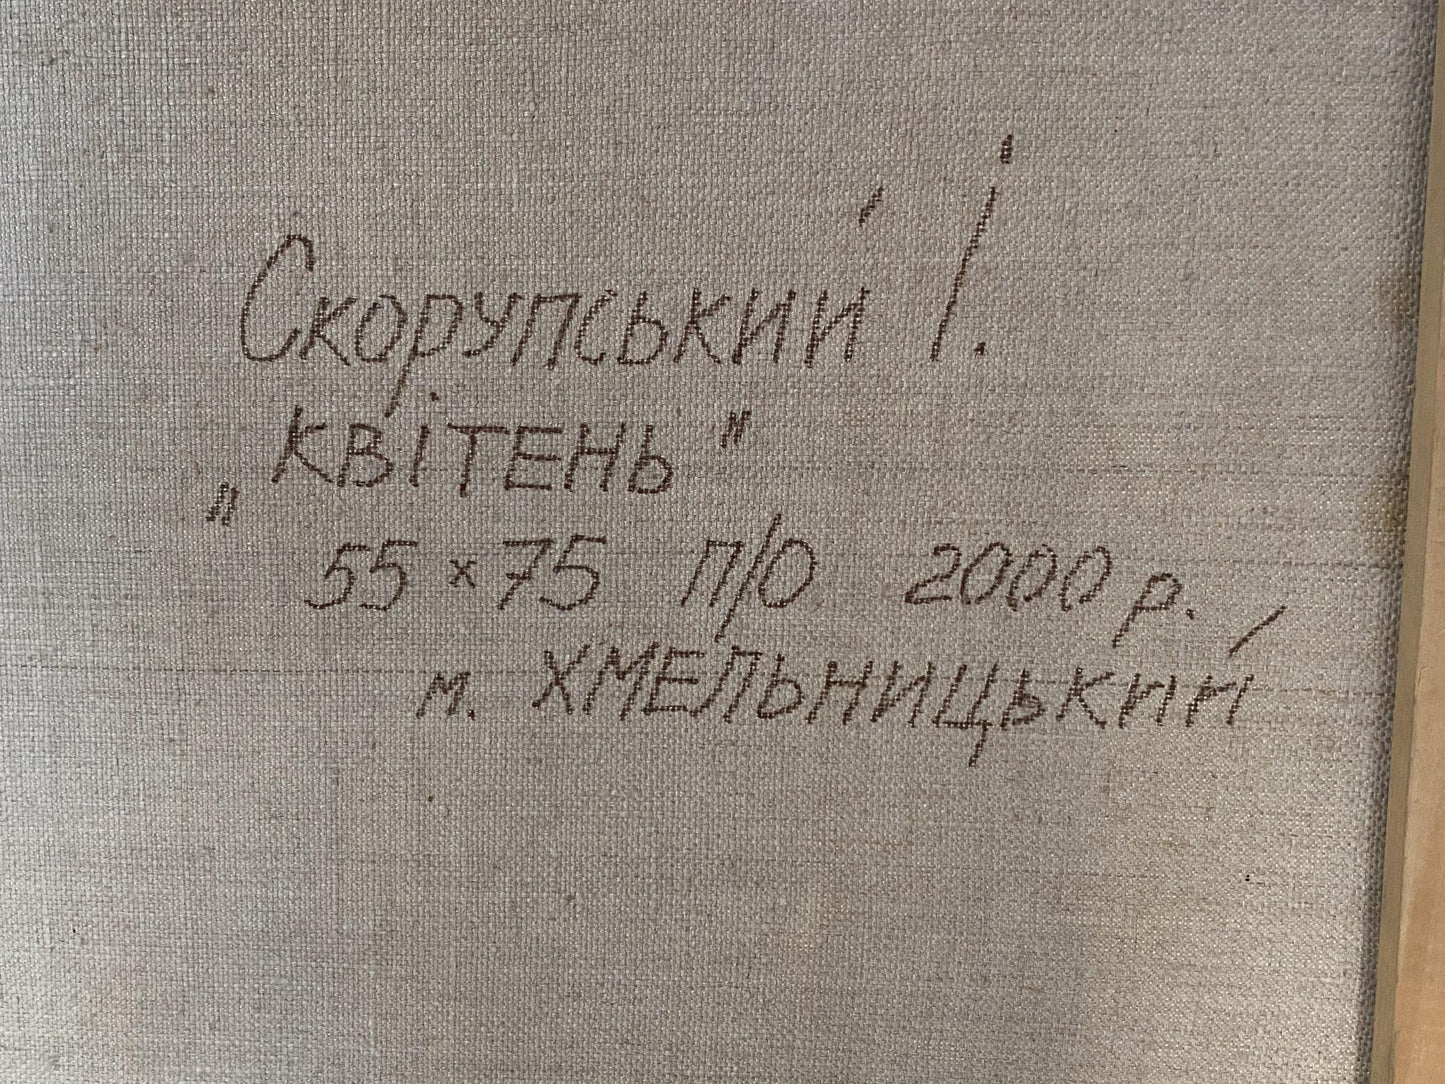 Скорупський І.
„КВІТЕНЬ"
55×75 п/о 2000 р.
м. ХМЕЛЬНИЦЬКИЙ